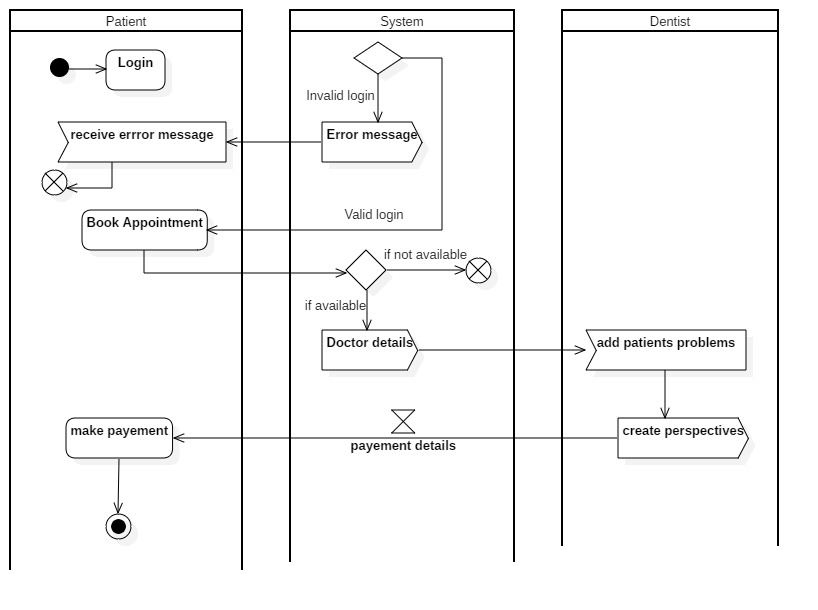 Patient
System
Dentist
Login
Invalid login
receive errror message
Error message
Valid login
Book Appointment
if not available
if available
Doctor details
add patients problems
make payement
create perspectives
payement details